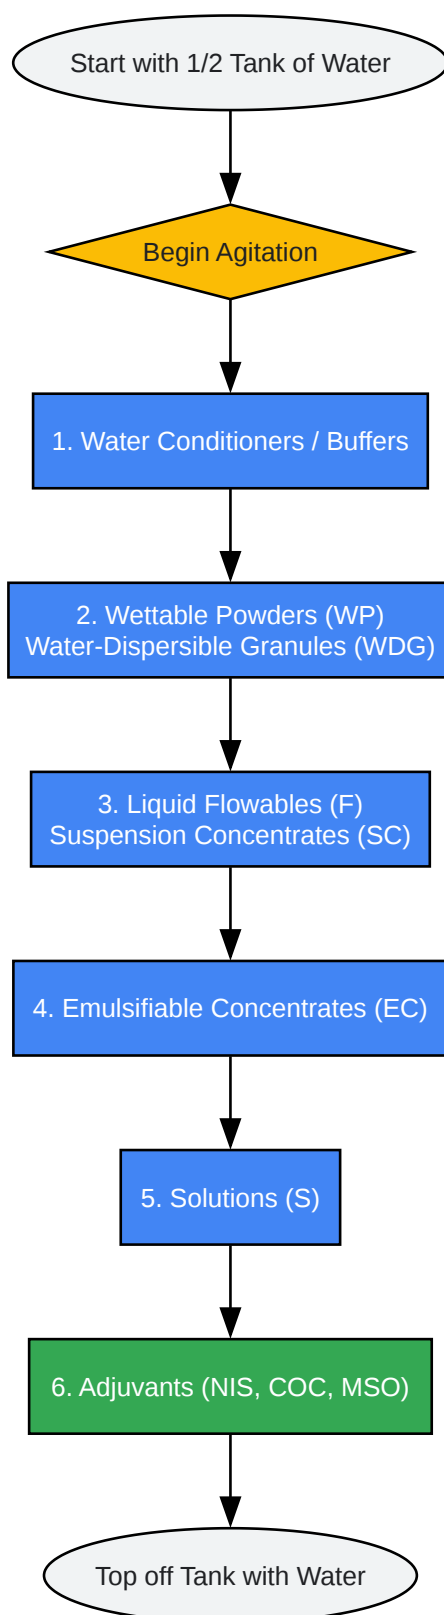 Start with 1/2 Tank of Water
Begin Agitation
1. Water Conditioners / Buffers
2. Wettable Powders (WP)
Water-Dispersible Granules (WDG)
3. Liquid Flowables (F)
Suspension Concentrates (SC)
4. Emulsifiable Concentrates (EC)
5. Solutions (S)
6. Adjuvants (NIS, COC, MSO)
Top off Tank with Water